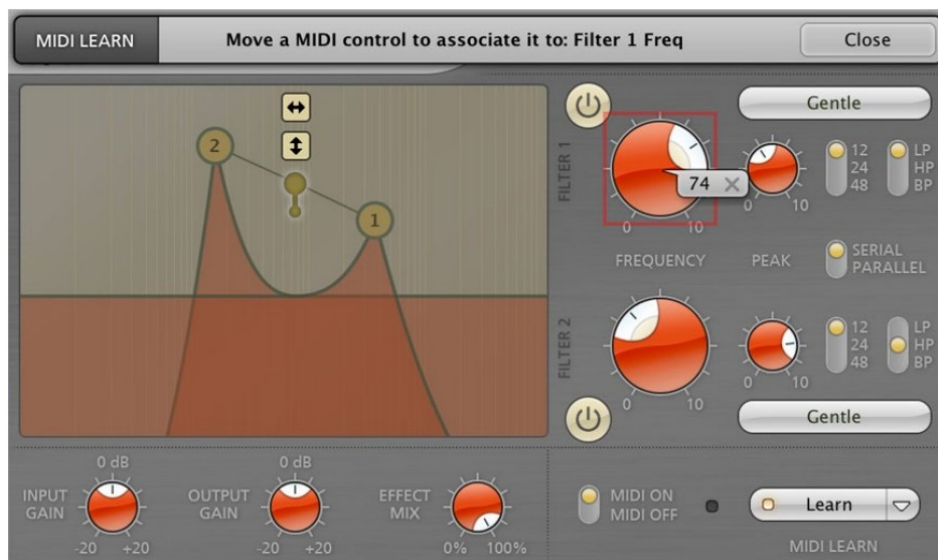 MIDI LEARN
Move a MIDI control to associate it to: Filter 1 Freq
Close
2
1
FILTER 1
Gentle
74
0
10
0
10
12
24
48
LP
HP
BP
FREQUENCY
PEAK
SERIAL
PARALLEL
FILTER 2
0
10
0
10
12
24
48
LP
HP
BP
Gentle
INPUT
GAIN
0 dB
-20
+20
OUTPUT
GAIN
0 dB
-20
+20
EFFECT
MIX
0%
100%
MIDI ON
MIDI OFF
Learn
MIDI LEARN